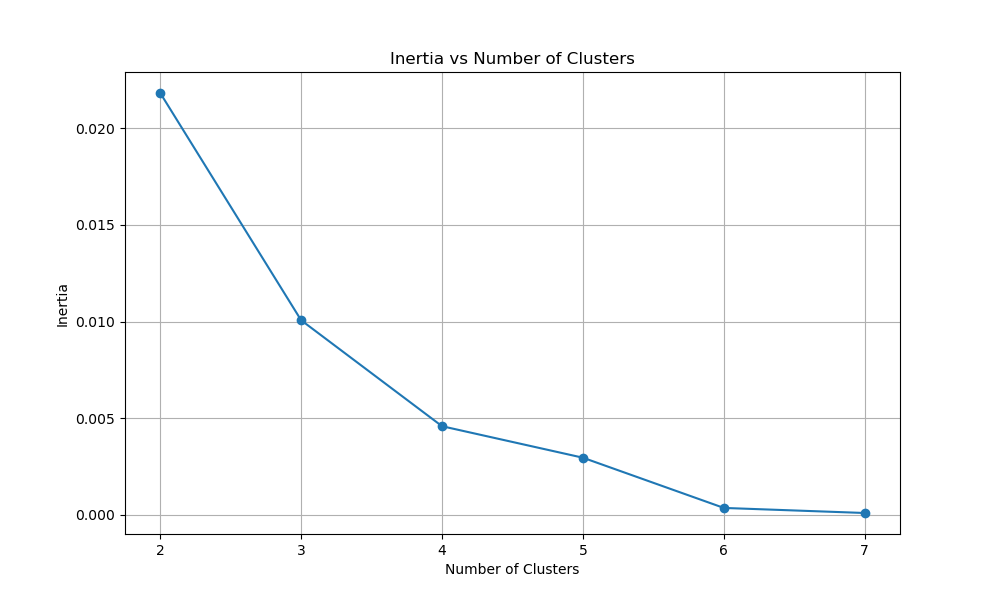 Inertia vs Number of Clusters
Inertia
0.020
0.015
0.010
0.005
0.000
2 3 4 5 6 7
Number of Clusters